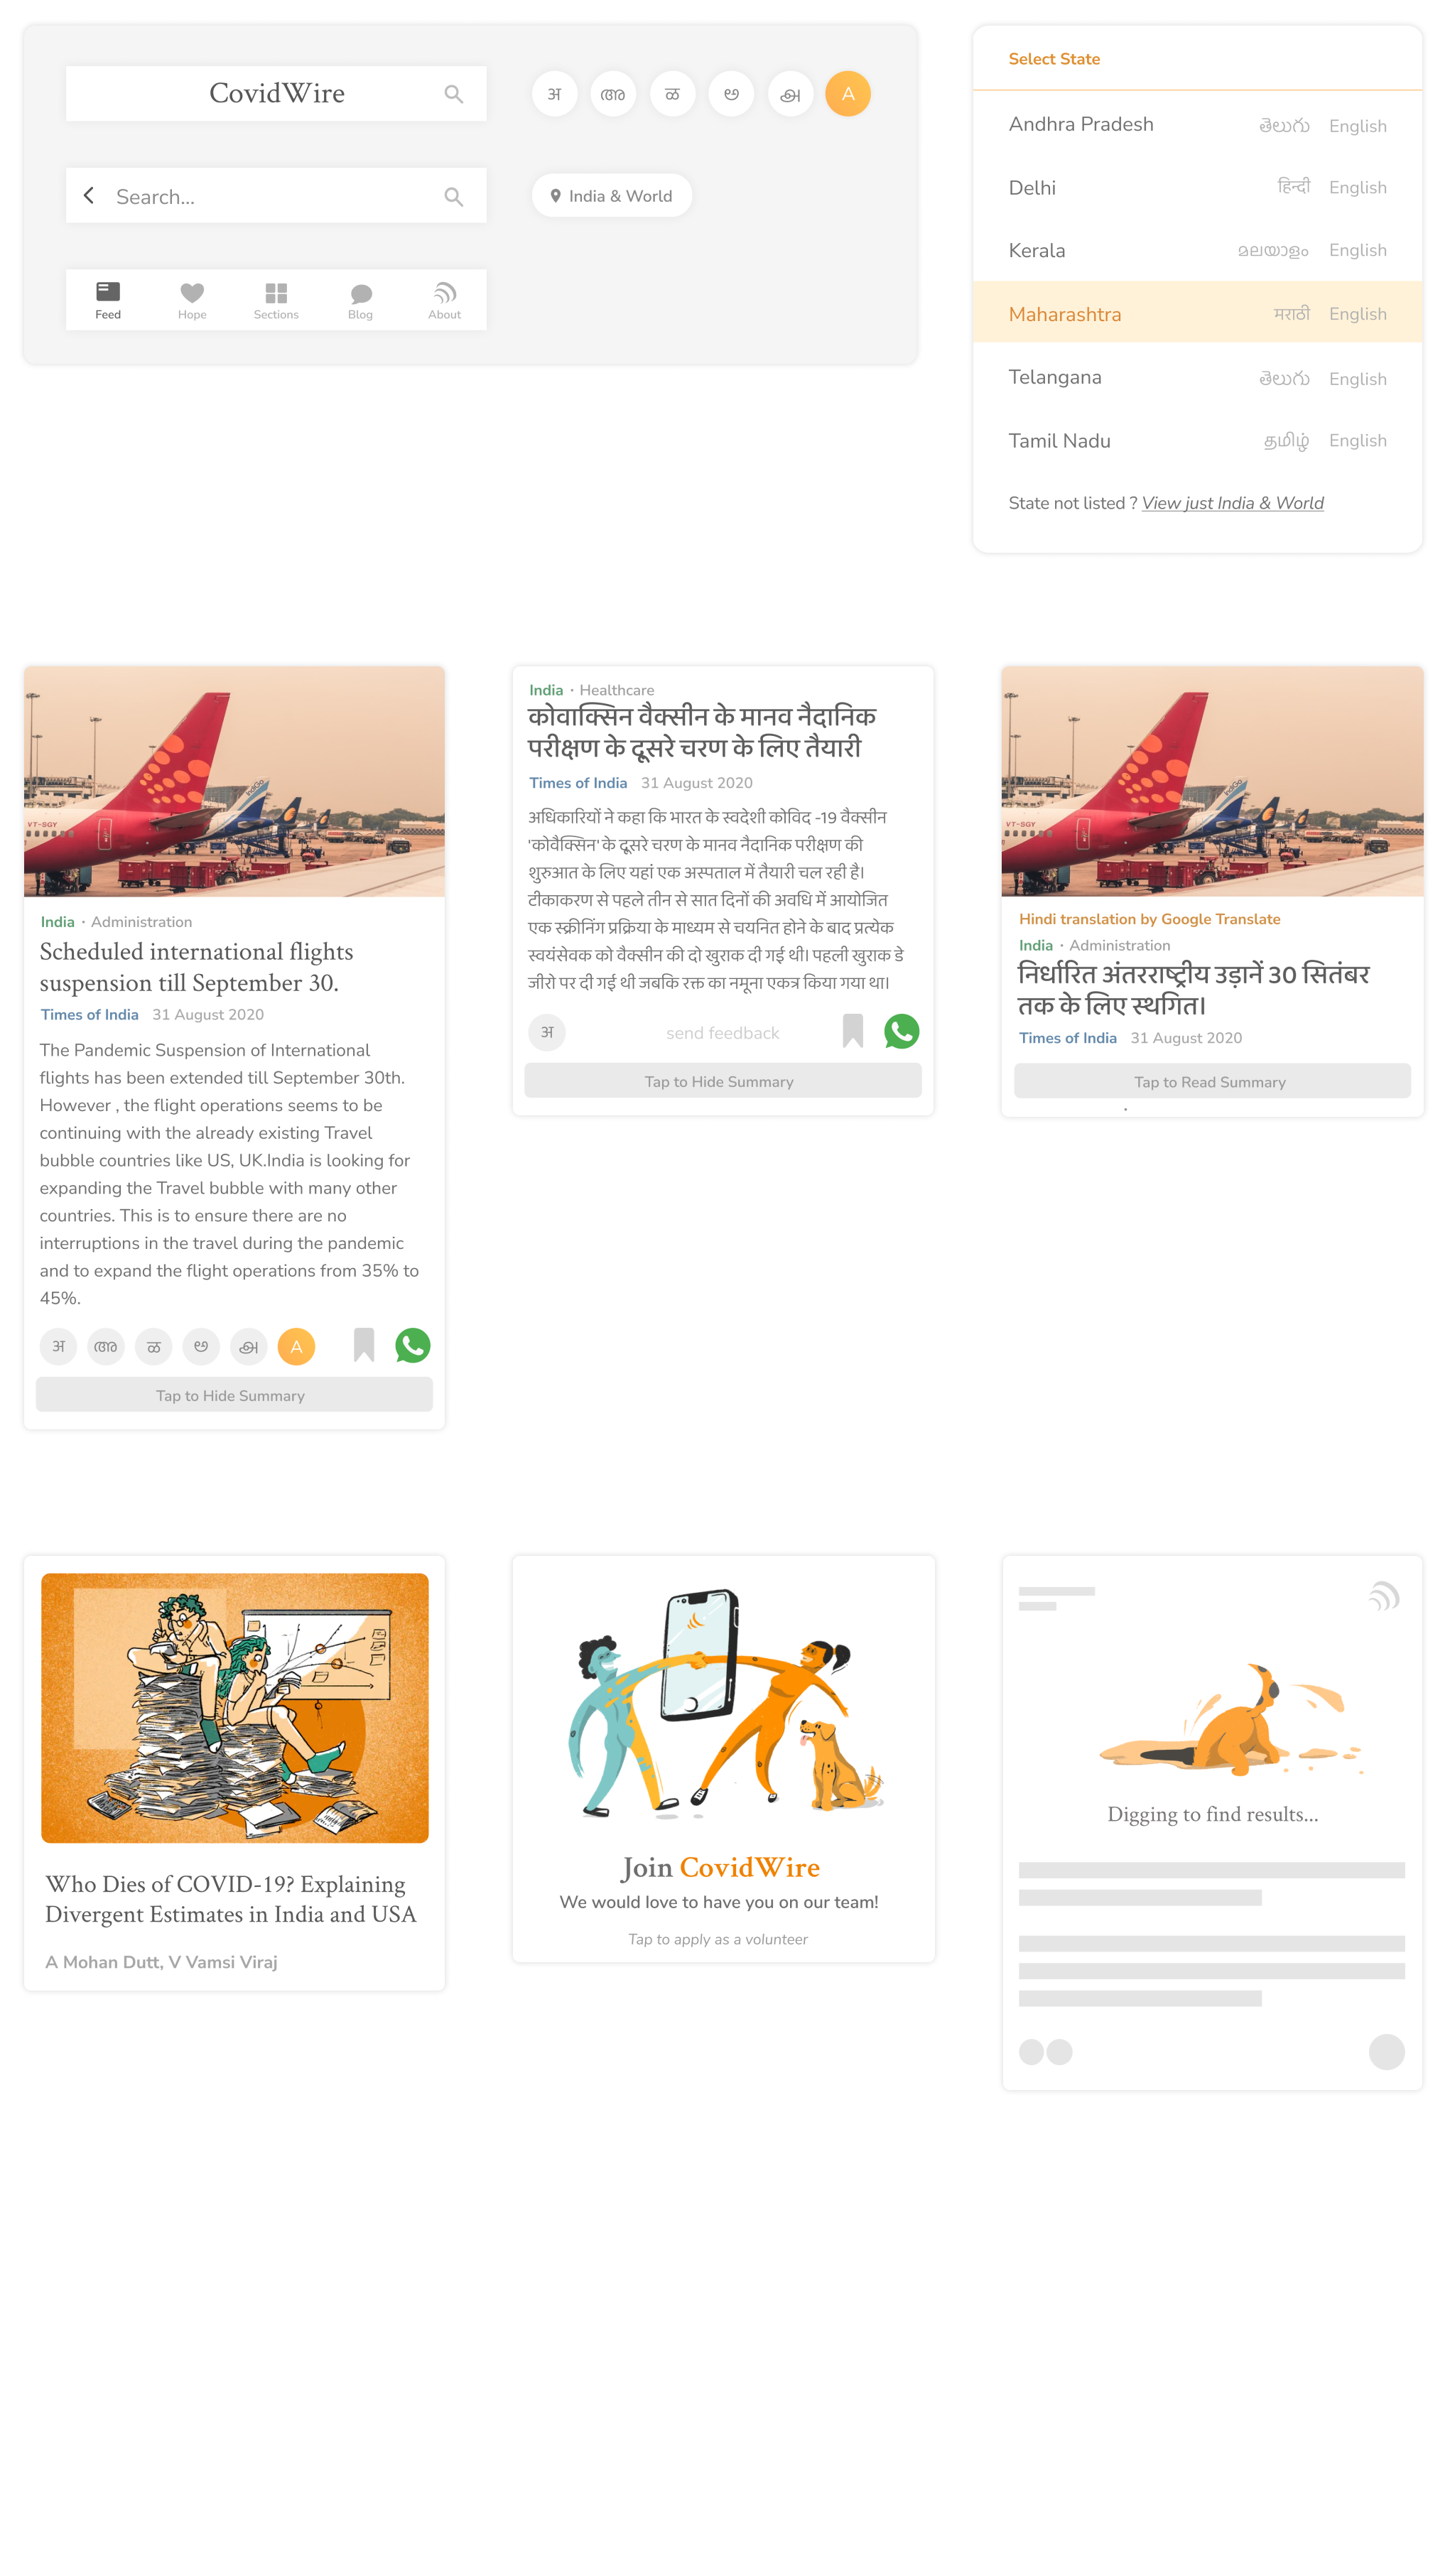 CovidWire
अ അ ಕ ಅ அ A
Search...
India & World
Feed Hope Sections Blog About
Select State
Andhra Pradesh తెలుగు English
Delhi हिन्दी English
Kerala മലയാളം English
Maharashtra मराठी English
Telangana తెలుగు English
Tamil Nadu தமிழ் English
State not listed ? View just India & World
VT-SGY
IndiGo
India · Administration
Scheduled international flights
suspension till September 30.
Times of India 31 August 2020
The Pandemic Suspension of International
flights has been extended till September 30th.
However , the flight operations seems to be
continuing with the already existing Travel
bubble countries like US, UK.India is looking for
expanding the Travel bubble with many other
countries. This is to ensure there are no
interruptions in the travel during the pandemic
and to expand the flight operations from 35% to
45%.
अ അ ಕ ಅ அ A
Tap to Hide Summary
India · Healthcare
कोवाक्सिन वैक्सीन के मानव नैदानिक
परीक्षण के दूसरे चरण के लिए तैयारी
Times of India 31 August 2020
अधिकारियों ने कहा कि भारत के स्वदेशी कोविद -19 वैक्सीन
'कोवैक्सिन' के दूसरे चरण के मानव नैदानिक परीक्षण की
शुरुआत के लिए यहां एक अस्पताल में तैयारी चल रही है।
टीकाकरण से पहले तीन से सात दिनों की अवधि में आयोजित
एक स्क्रीनिंग प्रक्रिया के माध्यम से चयनित होने के बाद प्रत्येक
स्वयंसेवक को वैक्सीन की दो खुराक दी गई थी। पहली खुराक डे
जीरो पर दी गई थी जबकि रक्त का नमूना एकत्र किया गया था।
अ send feedback
Tap to Hide Summary
VT-SGY
IndiGo
Hindi translation by Google Translate
India · Administration
निर्धारित अंतरराष्ट्रीय उड़ानें 30 सितंबर
तक के लिए स्थगित।
Times of India 31 August 2020
Tap to Read Summary
Who Dies of COVID-19? Explaining
Divergent Estimates in India and USA
A Mohan Dutt, V Vamsi Viraj
Join CovidWire
We would love to have you on our team!
Tap to apply as a volunteer
Digging to find results...